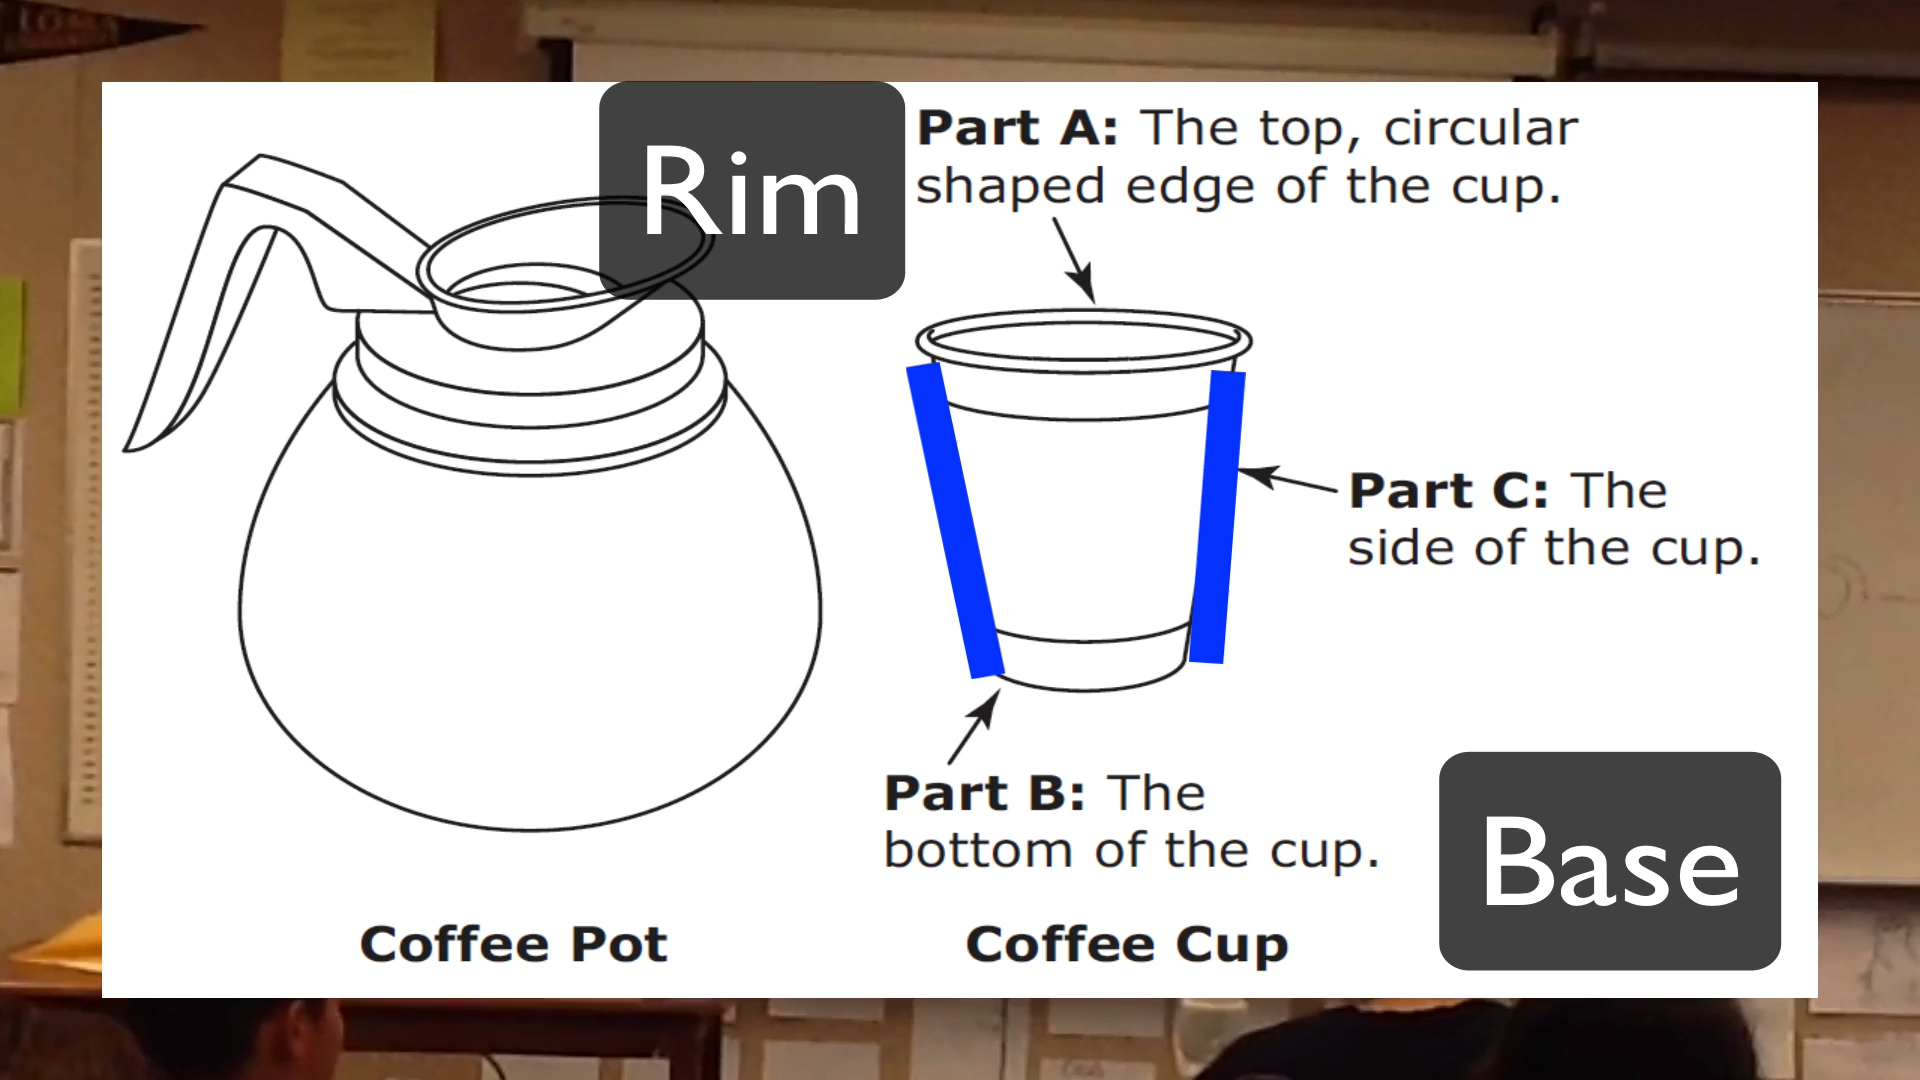 Rim
Part A: The top, circular
shaped edge of the cup.
Part C: The
side of the cup.
Part B: The
bottom of the cup.
Base
Coffee Pot
Coffee Cup